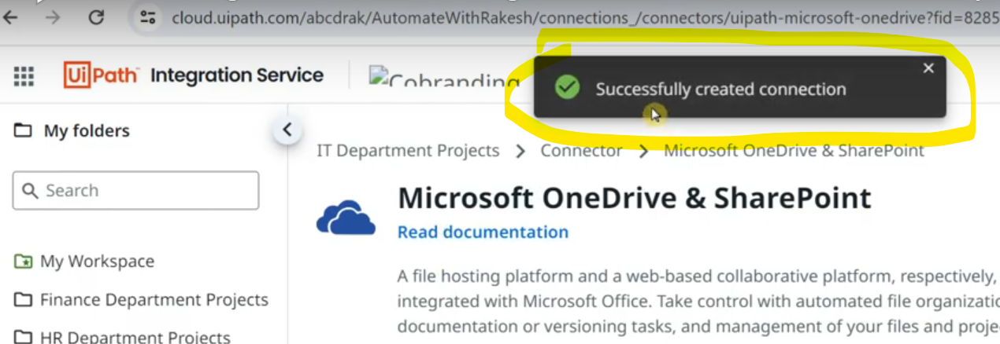 cloud.uipath.com/abcdrak/AutomateWithRakesh/connections_/connectors/uipath-microsoft-onedrive?fid=8285
UiPath Integration Service
Cobranding
Successfully created connection
My folders
IT Department Projects > Connector > Microsoft OneDrive & SharePoint
Search
Microsoft OneDrive & SharePoint
Read documentation
My Workspace
A file hosting platform and a web-based collaborative platform, respectively,
Finance Department Projects
integrated with Microsoft Office. Take control with automated file
documentation or versioning tasks, and management of your files and
HR Department Projects